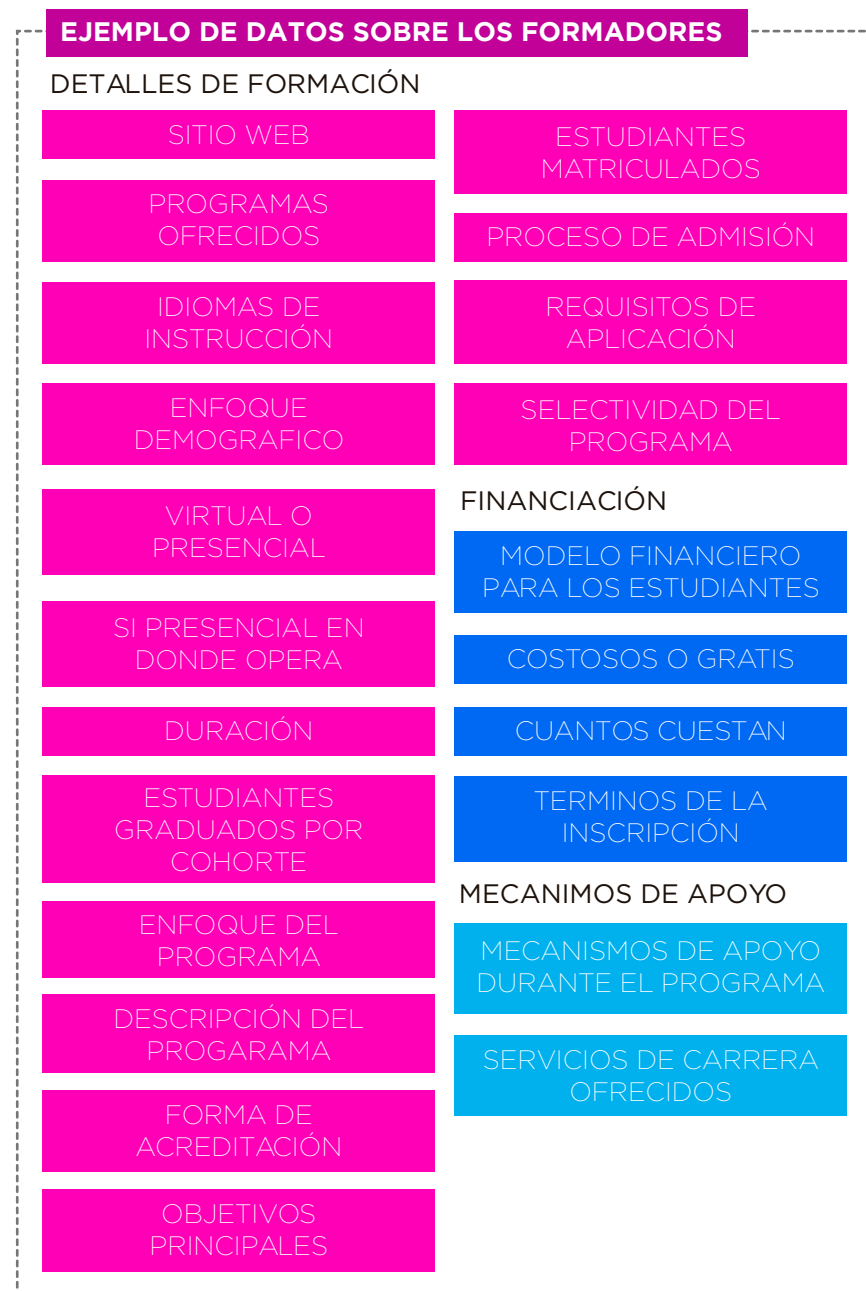 EJEMPLO DE DATOS SOBRE LOS FORMADORES
DETALLES DE FORMACIÓN
SITIO WEB
PROGRAMAS
OFRECIDOS
IDIOMAS DE
INSTRUCCIÓN
ENFOQUE
DEMOGRAFICO
VIRTUAL O
PRESENCIAL
SI PRESENCIAL EN
DONDE OPERA
DURACIÓN
ESTUDIANTES
GRADUADOS POR
COHORTE
ENFOQUE DEL
PROGRAMA
DESCRIPCIÓN DEL
PROGARAMA
FORMA DE
ACREDITACIÓN
OBJETIVOS
PRINCIPALES
ESTUDIANTES
MATRICULADOS
PROCESO DE ADMISIÓN
REQUISITOS DE
APLICACIÓN
SELECTIVIDAD DEL
PROGRAMA
FINANCIACIÓN
MODELO FINANCIERO
PARA LOS ESTUDIANTES
COSTOSOS O GRATIS
CUANTOS CUESTAN
TERMINOS DE LA
INSCRIPCIÓN
MECANIMOS DE APOYO
MECANISMOS DE APOYO
DURANTE EL PROGRAMA
SERVICIOS DE CARRERA
OFRECIDOS